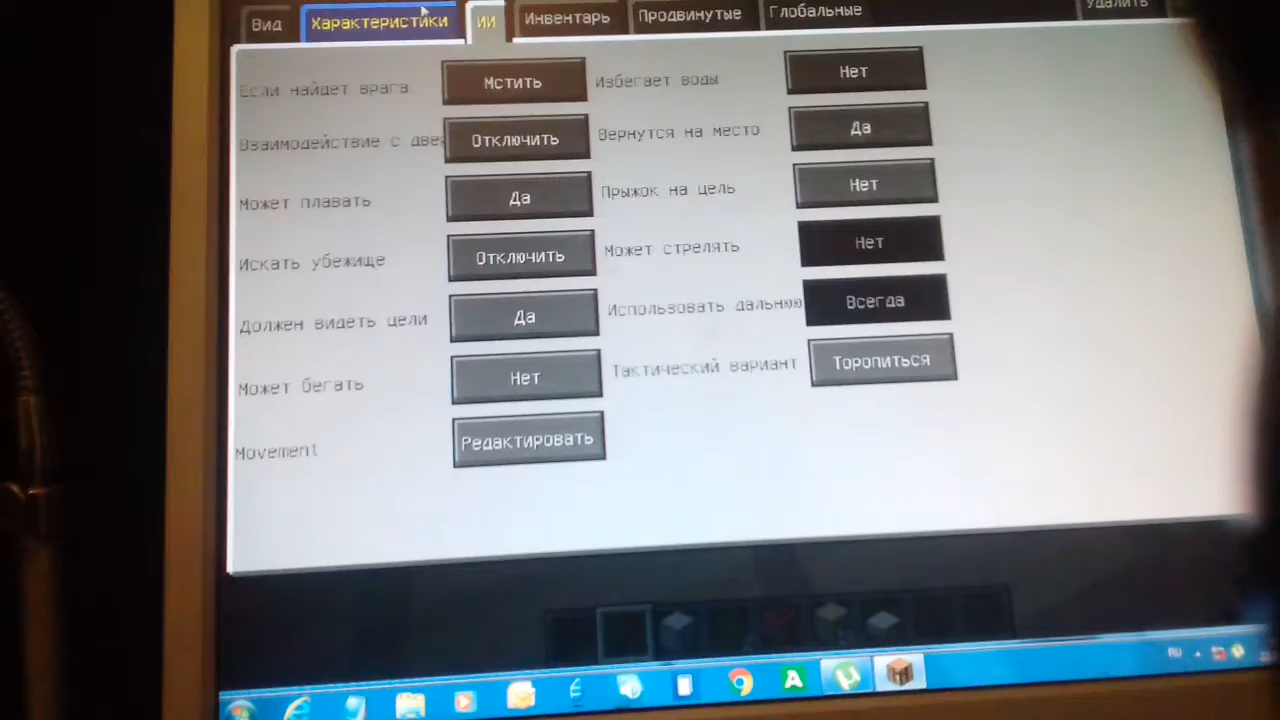 Вид Характеристики ИИ Инвентарь Продвинутые Глобальные Удалить
Если найдет врага Мстить Избегает воды Нет
Взаимодействие с две Отключить Вернутся на место Да
Может плавать Да Прыжок на цель Нет
Искать убежище Отключить Может стрелять Нет
Должен видеть цели Да Использовать дальнюю Всегда
Может бегать Нет Тактический вариант Торопиться
Movement Редактировать
RU